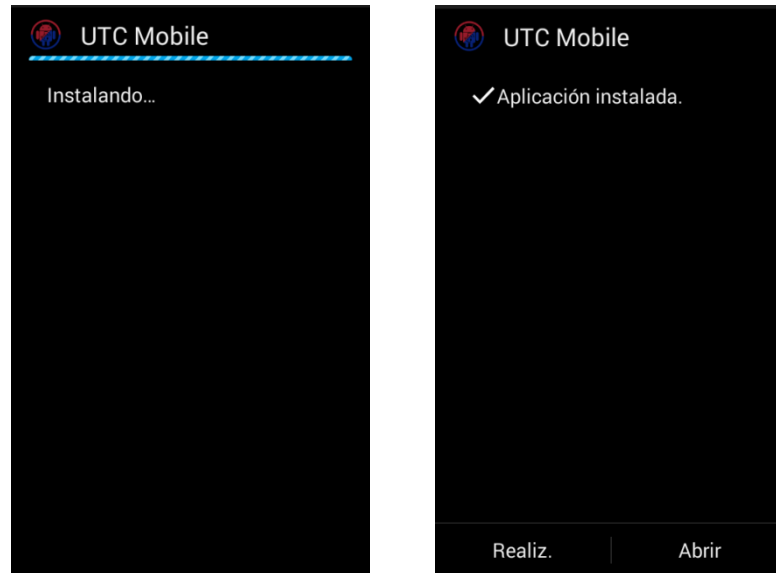 UTC Mobile
Instalando...
UTC Mobile
Aplicación instalada.
Realiz.
Abrir